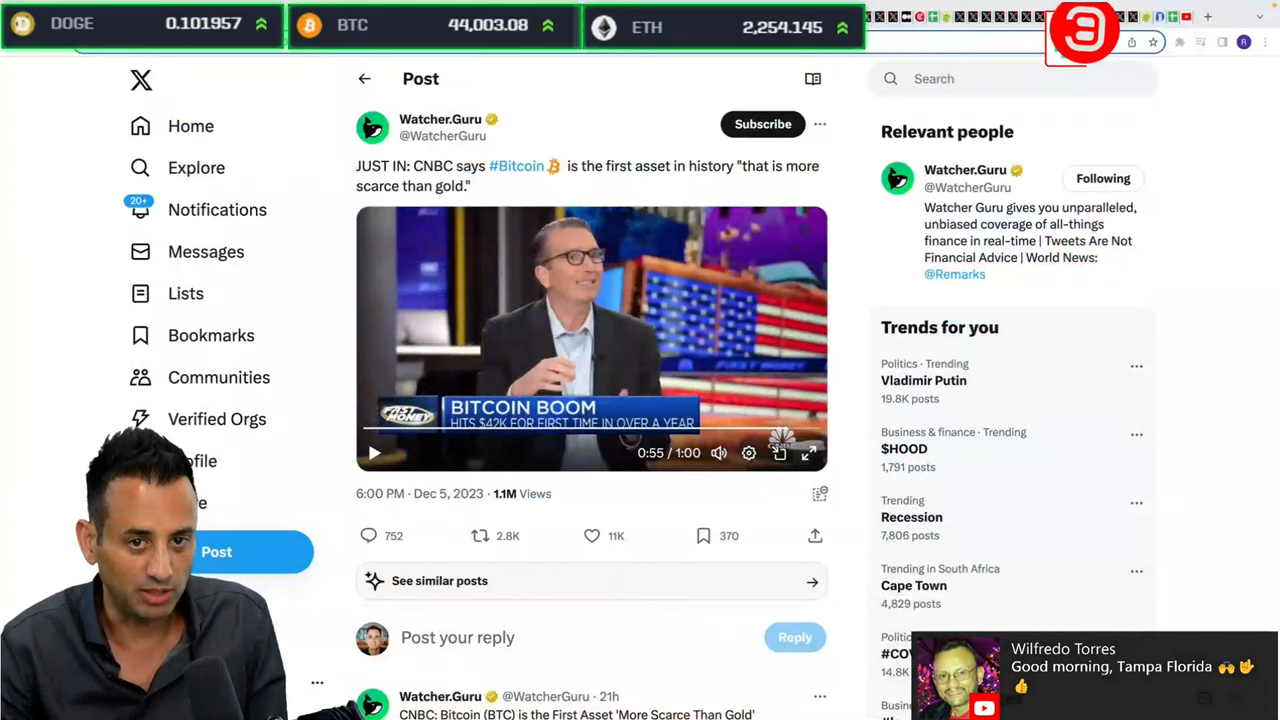 DOGE 0.101957
BTC 44,003.08
ETH 2,254.145
Post
Search
Home
Explore
20+
Notifications
Messages
Lists
Bookmarks
Communities
Verified Orgs
Post
Watcher.Guru
@WatcherGuru
Subscribe
JUST IN: CNBC says #Bitcoin is the first asset in history "that is more
scarce than gold."
FAST MONEY
BITCOIN BOOM
HITS $42K FOR FIRST TIME IN OVER A YEAR
0:55 / 1:00
6:00 PM · Dec 5, 2023 · 1.1M Views
752 2.8K 11K 370
See similar posts
Post your reply
Reply
Watcher.Guru @WatcherGuru · 21h
CNBC: Bitcoin (BTC) is the First Asset 'More Scarce Than Gold'
Relevant people
Watcher.Guru
@WatcherGuru
Following
Watcher Guru gives you unparalleled,
unbiased coverage of all-things
finance in real-time | Tweets Are Not
Financial Advice | World News:
@Remarks
Trends for you
Politics · Trending
Vladimir Putin
19.8K posts
Business & finance · Trending
$HOOD
1,791 posts
Trending
Recession
7,806 posts
Trending in South Africa
Cape Town
4,829 posts
14.8K
Wilfredo Torres
Good morning, Tampa Florida 🙌🤟
👍